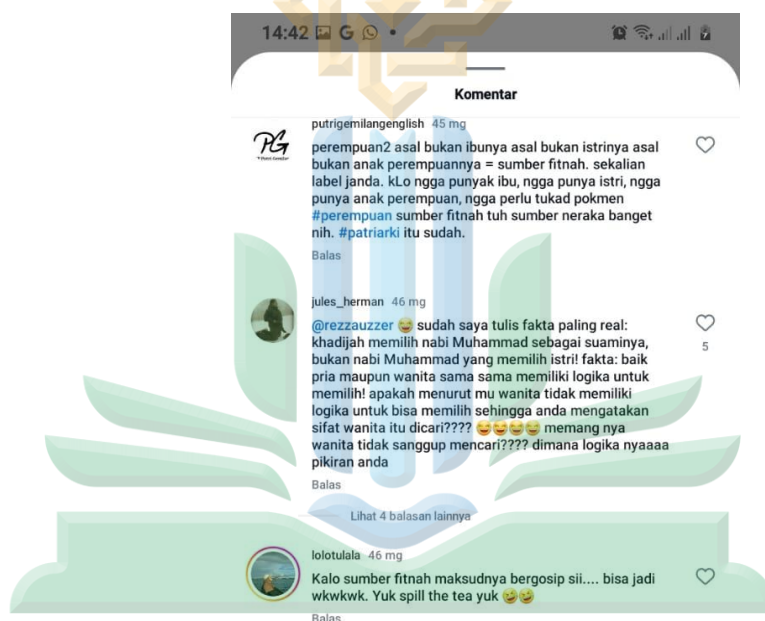 14:42 G
Komentar
putrigemilangenglish 45 mg
PG
perempuan2 asal bukan ibunya asal bukan istrinya asal
bukan anak perempuannya = sumber fitnah. sekalian
label janda. kLo ngga punyak ibu, ngga punya istri, ngga
punya anak perempuan, ngga perlu tukad pokmen
#perempuan sumber fitnah tuh sumber neraka banget
nih. #patriarki itu sudah.
Balas
jules_herman 46 mg
@rezzauzzer 😂 sudah saya tulis fakta paling real:
khadijah memilih nabi Muhammad sebagai suaminya,
bukan nabi Muhammad yang memilih istri! fakta: baik
pria maupun wanita sama sama memiliki logika untuk
memilih! apakah menurut mu wanita tidak memiliki
logika untuk bisa memilih sehingga anda mengatakan
sifat wanita itu dicari???? 😂😂😂😂 memang nya
wanita tidak sanggup mencari???? dimana logika nyaaaa
pikiran anda
5
Balas
Lihat 4 balasan lainnya
lolotulala 46 mg
Kalo sumber fitnah maksudnya bergosip sii.... bisa jadi
wkwkwk. Yuk spill the tea yuk 🤣🤣
Balas